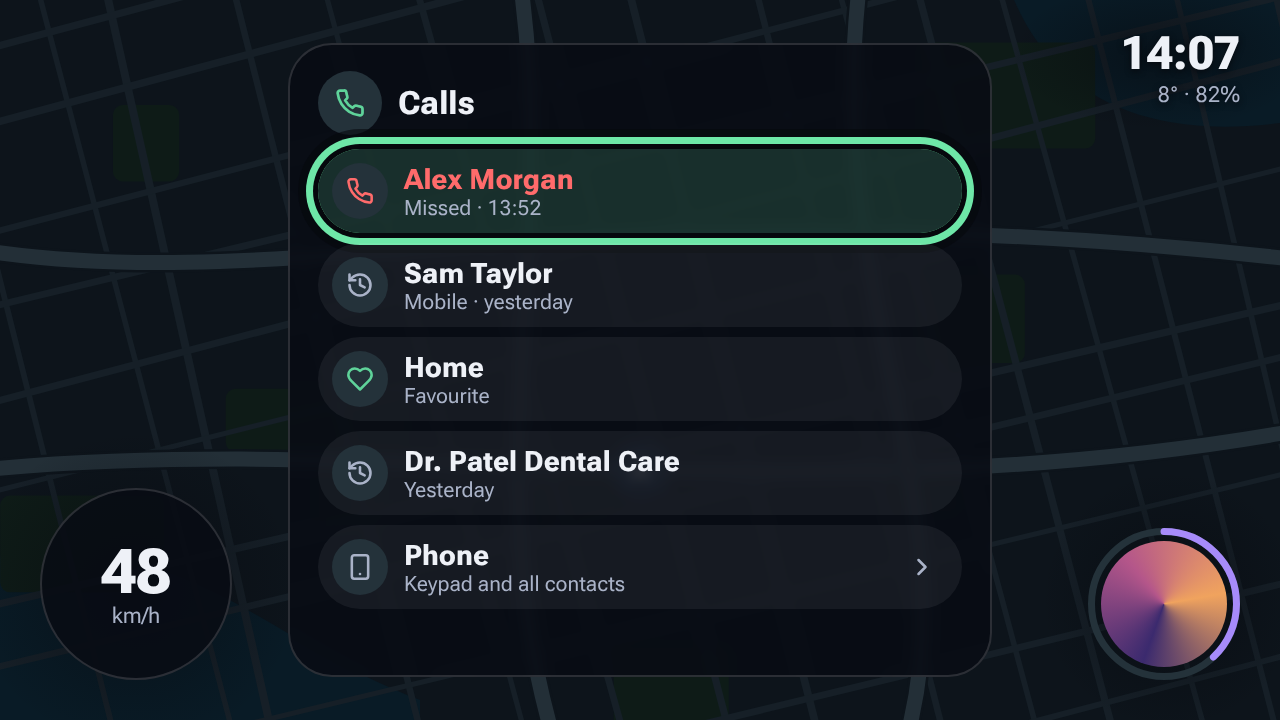 14:07
8° · 82%
Calls
Alex Morgan
Missed · 13:52
Sam Taylor
Mobile · yesterday
Home
Favourite
Dr. Patel Dental Care
Yesterday
Phone
Keypad and all contacts
48
km/h